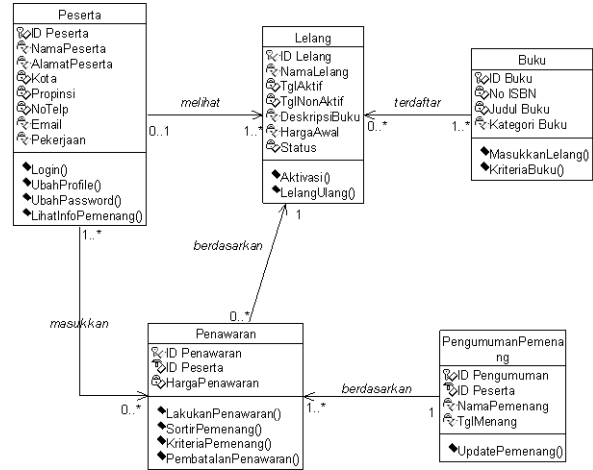 Peserta
ID Peserta
NamaPeserta
AlamatPeserta
Kota
Propinsi
NoTelp
Email
Pekerjaan
Login()
UbahProfile()
UbahPassword()
LihatInfoPemenang()
melihat
0..1
1..*
Lelang
ID Lelang
NamaLelang
TglAktif
TglNonAktif
DeskripsiBuku
HargaAwal
Status
Aktivasi()
LelangUlang()
terdaftar
0..*
1..*
Buku
ID Buku
No ISBN
Judul Buku
Kategori Buku
MasukkanLelang()
KriteriaBuku()
1..*
masukkan
0..*
berdasarkan
1
0..*
Penawaran
ID Penawaran
ID Peserta
HargaPenawaran
LakukanPenawaran()
SortirPemenang()
KriteriaPemenang()
PembatalanPenawaran()
berdasarkan
1..*
1
PengumumanPemena
ng
ID Pengumuman
ID Peserta
NamaPemenang
TglMenang
UpdatePemenang()